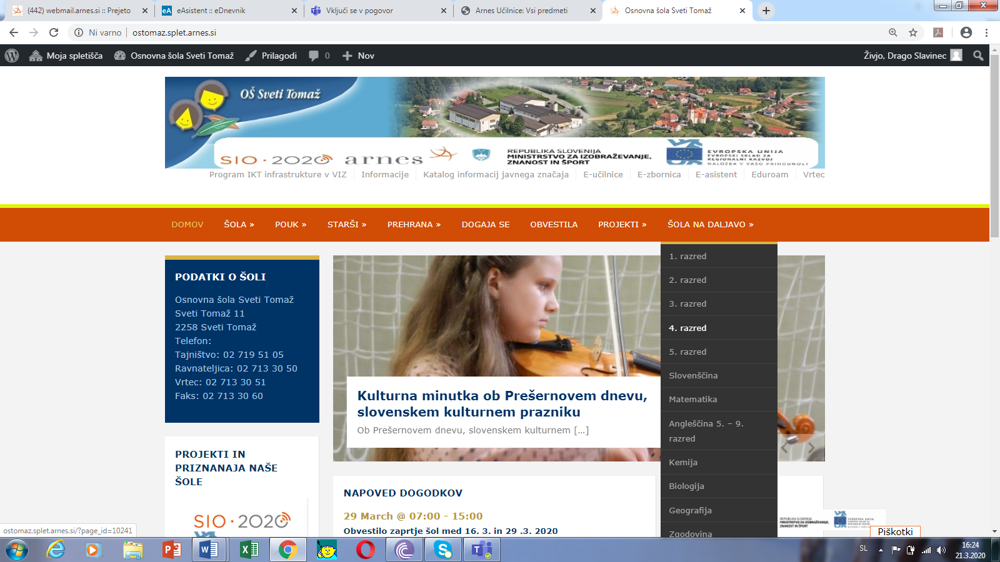 (442) webmail.arnes.si :: Prejeto
eAsistent :: eDnevnik
Vključi se v pogovor
Arnes Učilnice: Vsi predmeti
Osnovna šola Sveti Tomaž
Ni varno
ostomaz.splet.arnes.si
Moja spletišča
Osnovna šola Sveti Tomaž
Prilagodi
0
Nov
Živjo, Drago Slavinec
OŠ Sveti Tomaž
SIO·2020
arnes
REPUBLIKA SLOVENIJA
MINISTRSTVO ZA IZOBRAŽEVANJE,
ZNANOST IN ŠPORT
EVROPSKA UNIJA
EVROPSKI SKLAD ZA
REGIONALNI RAZVOJ
NALOŽBA V VAŠO PRIHODNOST
Program IKT infrastrukture v VIZ
Informacije
Katalog informacij javnega značaja
E-učilnice
E-zbornica
E-asistent
Eduroam
Vrtec
DOMOV
ŠOLA »
POUK »
STARŠI »
PREHRANA »
DOGAJA SE
OBVESTILA
PROJEKTI »
ŠOLA NA DALJAVO »
1. razred
2. razred
3. razred
4. razred
5. razred
Slovenščina
Matematika
Angleščina 5. – 9.
razred
Kemija
Biologija
Geografija
Zgodovina
PODATKI O ŠOLI
Osnovna šola Sveti Tomaž
Sveti Tomaž 11
2258 Sveti Tomaž
Telefon:
Tajništvo: 02 719 51 05
Ravnateljica: 02 713 30 50
Vrtec: 02 713 30 51
Faks: 02 713 30 60
Kulturna minutka ob Prešernovem dnevu,
slovenskem kulturnem prazniku
Ob Prešernovem dnevu, slovenskem kulturnem [...]
PROJEKTI IN
PRIZNANAJA NAŠE
ŠOLE
SIO·2020
NAPOVED DOGODKOV
29 March @ 07:00 - 15:00
Obvestilo zaprtje šol med 16. 3. in 29 .3. 2020
REPUBLIKA SLOVENIJA
MINISTRSTVO ZA IZOBRAŽEVANJE,
ZNANOST IN ŠPORT
EVROPSKA UNIJA
Piškotki
ostomaz.splet.arnes.si/?page_id=10241
SL
16:24
21.3.2020